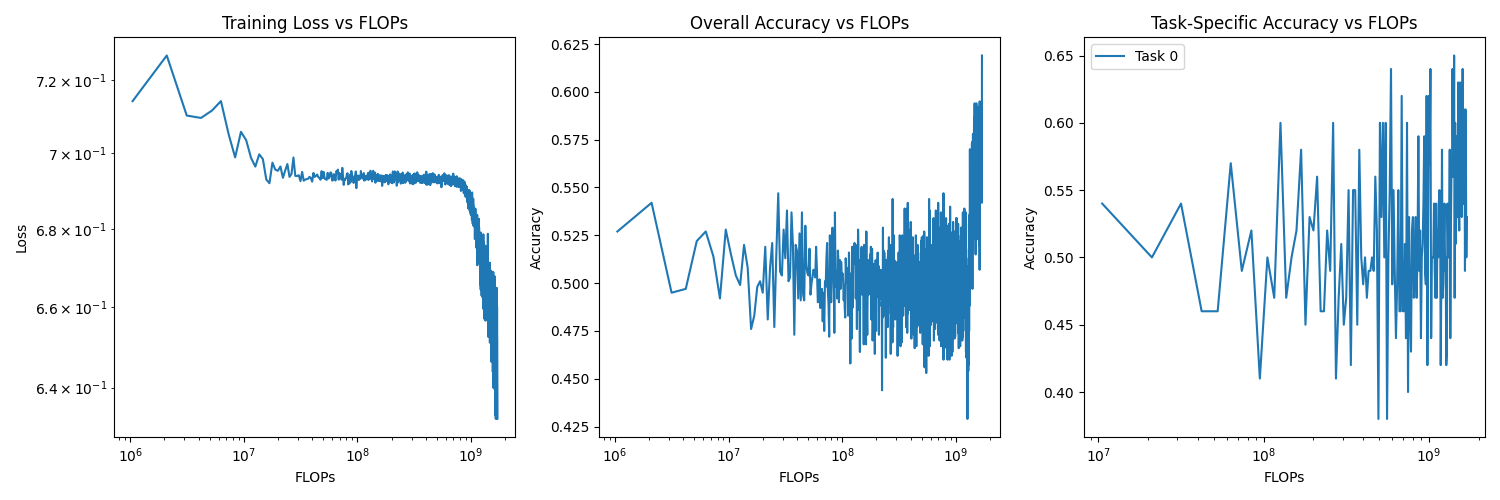 Training Loss vs FLOPs
7.2 × 10⁻¹
7 × 10⁻¹
6.8 × 10⁻¹
6.6 × 10⁻¹
6.4 × 10⁻¹
Loss
10⁶ 10⁷ 10⁸ 10⁹
FLOPs
Overall Accuracy vs FLOPs
0.625
0.600
0.575
0.550
0.525
0.500
0.475
0.450
0.425
Accuracy
10⁶ 10⁷ 10⁸ 10⁹
FLOPs
Task-Specific Accuracy vs FLOPs
Task 0
0.65
0.60
0.55
0.50
0.45
0.40
Accuracy
10⁷ 10⁸ 10⁹
FLOPs